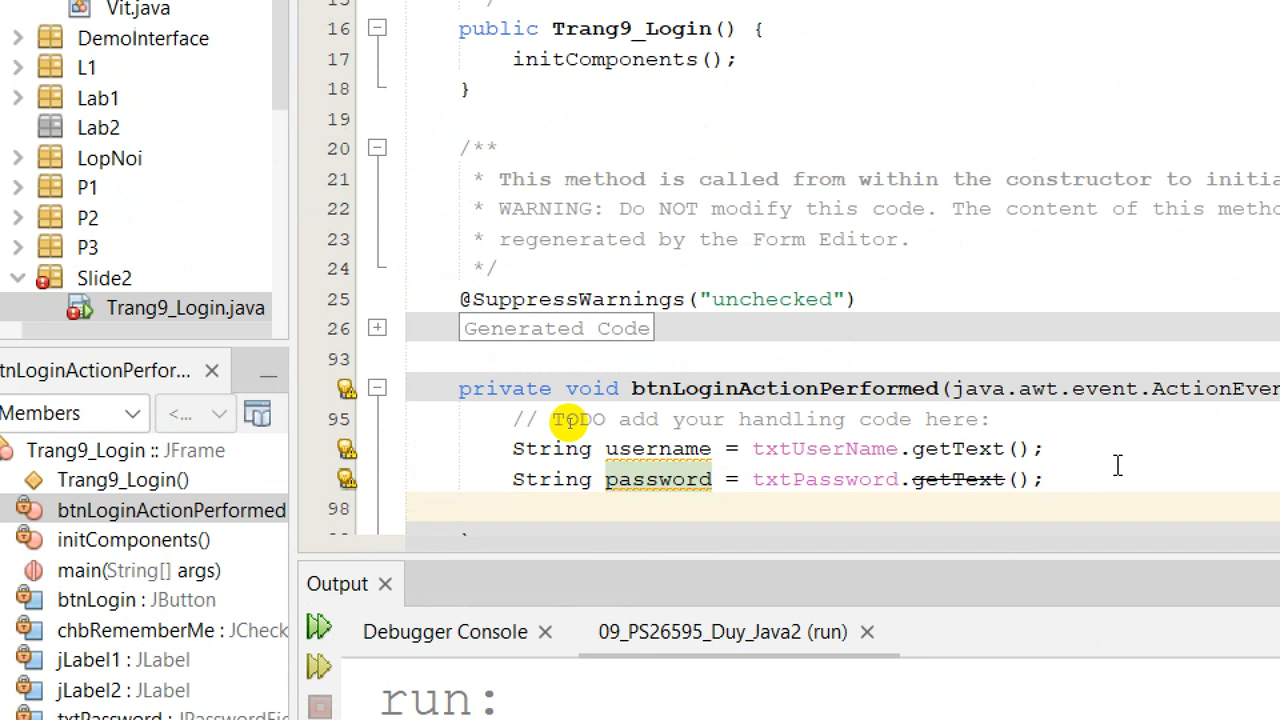 Vit.java
DemoInterface
L1
Lab1
Lab2
LopNoi
P1
P2
P3
Slide2
Trang9_Login.java
tnLoginActionPerfor...
Members
<...
Trang9_Login :: JFrame
Trang9_Login()
btnLoginActionPerformed
initComponents()
main(String[] args)
btnLogin : JButton
chbRememberMe : JCheck
jLabel1 : JLabel
jLabel2 : JLabel
txtPassword : JPasswordFie
15 */
16 public Trang9_Login() {
17 initComponents();
18 }
19
20 /**
21 * This method is called from within the constructor to initia
22 * WARNING: Do NOT modify this code. The content of this metho
23 * regenerated by the Form Editor.
24 */
25 @SuppressWarnings("unchecked")
26 Generated Code
93
private void btnLoginActionPerformed(java.awt.event.ActionEven
95 // TODO add your handling code here:
String username = txtUserName.getText();
String password = txtPassword.getText();
98
Output
Debugger Console
09_PS26595_Duy_Java2 (run)
run: